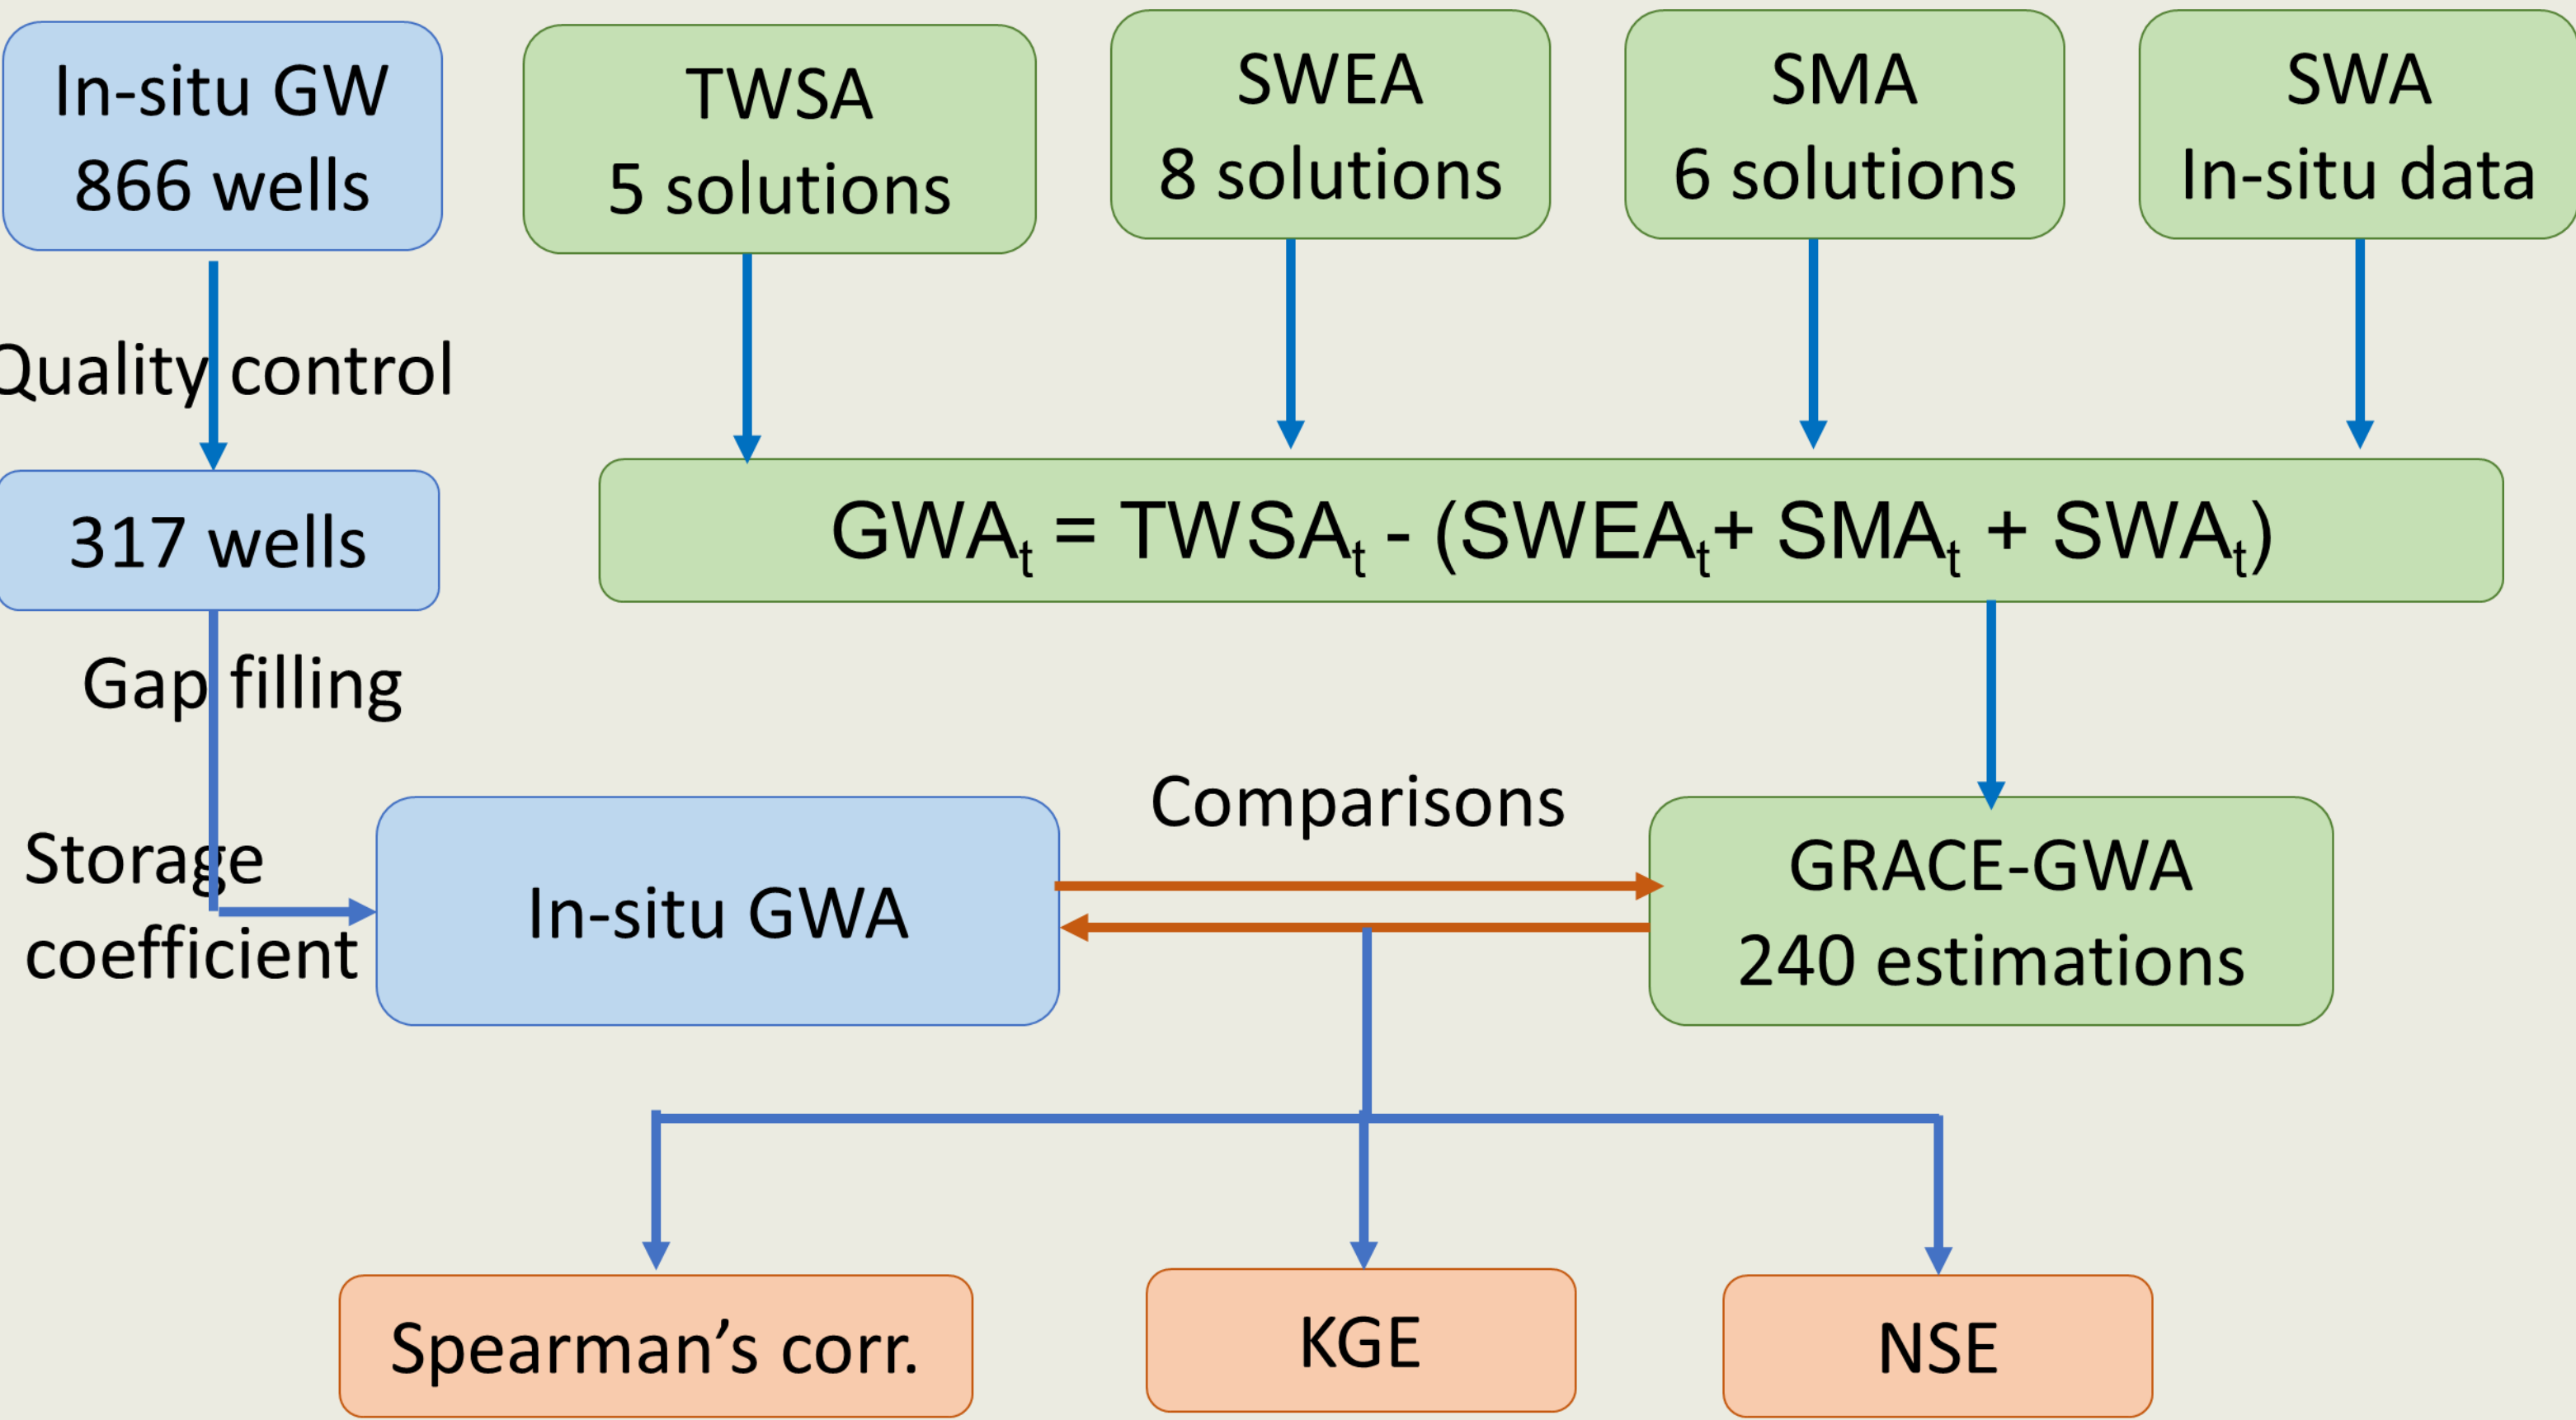 In-situ GW
866 wells
TWSA
5 solutions
SWEA
8 solutions
SMA
6 solutions
SWA
In-situ data
Quality control
317 wells
GWAₜ = TWSAₜ - (SWEAₜ+ SMAₜ + SWAₜ)
Gap filling
Storage
coefficient
In-situ GWA
Comparisons
GRACE-GWA
240 estimations
Spearman’s corr.
KGE
NSE